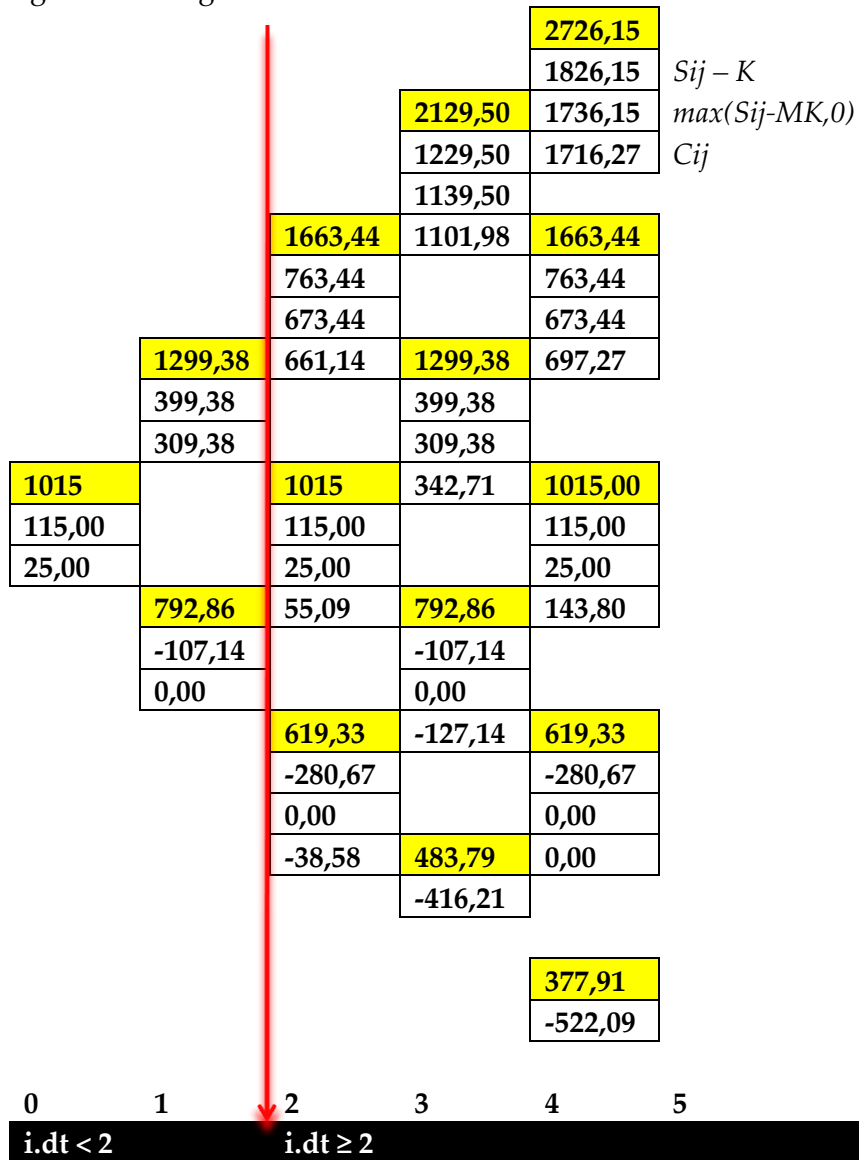 2726,15
1826,15 Sij – K
2129,50 1736,15 max(Sij-MK,0)
1229,50 1716,27 Cij
1139,50
1663,44 1101,98 1663,44
763,44 763,44
673,44 673,44
1299,38 661,14 1299,38 697,27
399,38 399,38
309,38 309,38
1015 1015 342,71 1015,00
115,00 115,00 115,00
25,00 25,00 25,00
792,86 55,09 792,86 143,80
-107,14 -107,14
0,00 0,00
619,33 -127,14 619,33
-280,67 -280,67
0,00 0,00
-38,58 483,79 0,00
-416,21
377,91
-522,09
0 1 2 3 4 5
i.dt < 2 i.dt ≥ 2